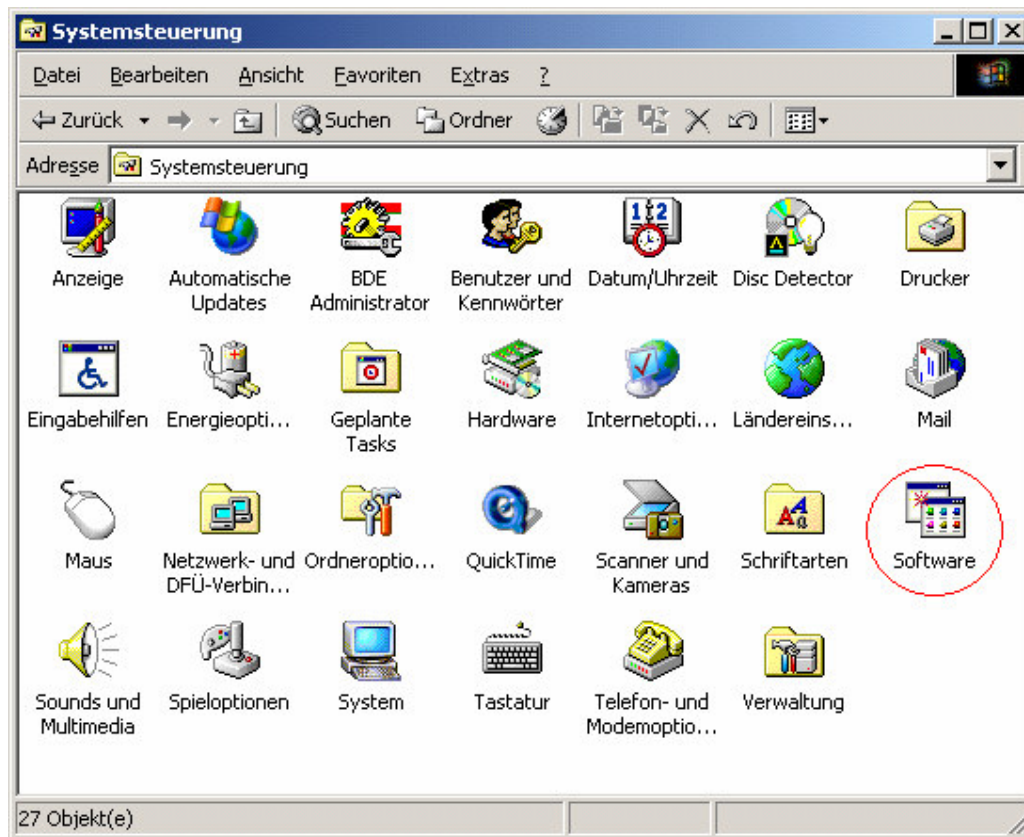 Systemsteuerung
Datei Bearbeiten Ansicht Favoriten Extras ?
Zurück Suchen Ordner
Adresse Systemsteuerung
Anzeige
Automatische
Updates
BDE
Administrator
Benutzer und
Kennwörter
Datum/Uhrzeit
Disc Detector
Drucker
Eingabehilfen
Energieopti...
Geplante
Tasks
Hardware
Internetopti...
Ländereins...
Mail
Maus
Netzwerk- und
DFÜ-Verbin...
Ordneroptio...
QuickTime
Scanner und
Kameras
Schriftarten
Software
Sounds und
Multimedia
Spieloptionen
System
Tastatur
Telefon- und
Modemoptio...
Verwaltung
27 Objekt(e)